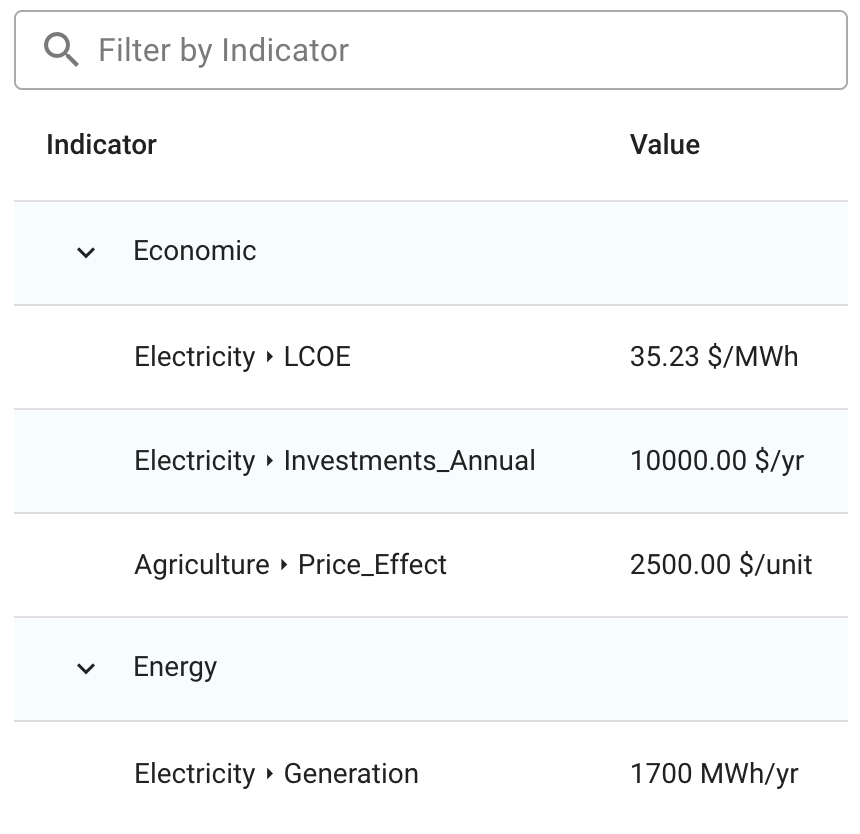 Filter by Indicator
Indicator Value
Economic
Electricity ▸ LCOE 35.23 $/MWh
Electricity ▸ Investments_Annual 10000.00 $/yr
Agriculture ▸ Price_Effect 2500.00 $/unit
Energy
Electricity ▸ Generation 1700 MWh/yr